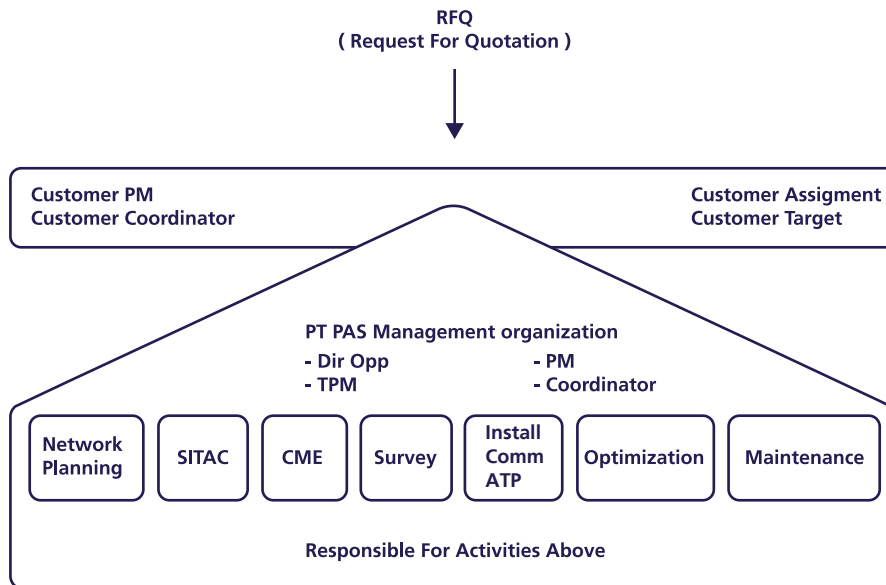 RFQ
( Request For Quotation )
Customer PM
Customer Coordinator
Customer Assigment
Customer Target
PT PAS Management organization
- Dir Opp
- TPM
- PM
- Coordinator
Network
Planning
SITAC
CME
Survey
Install
Comm
ATP
Optimization
Maintenance
Responsible For Activities Above